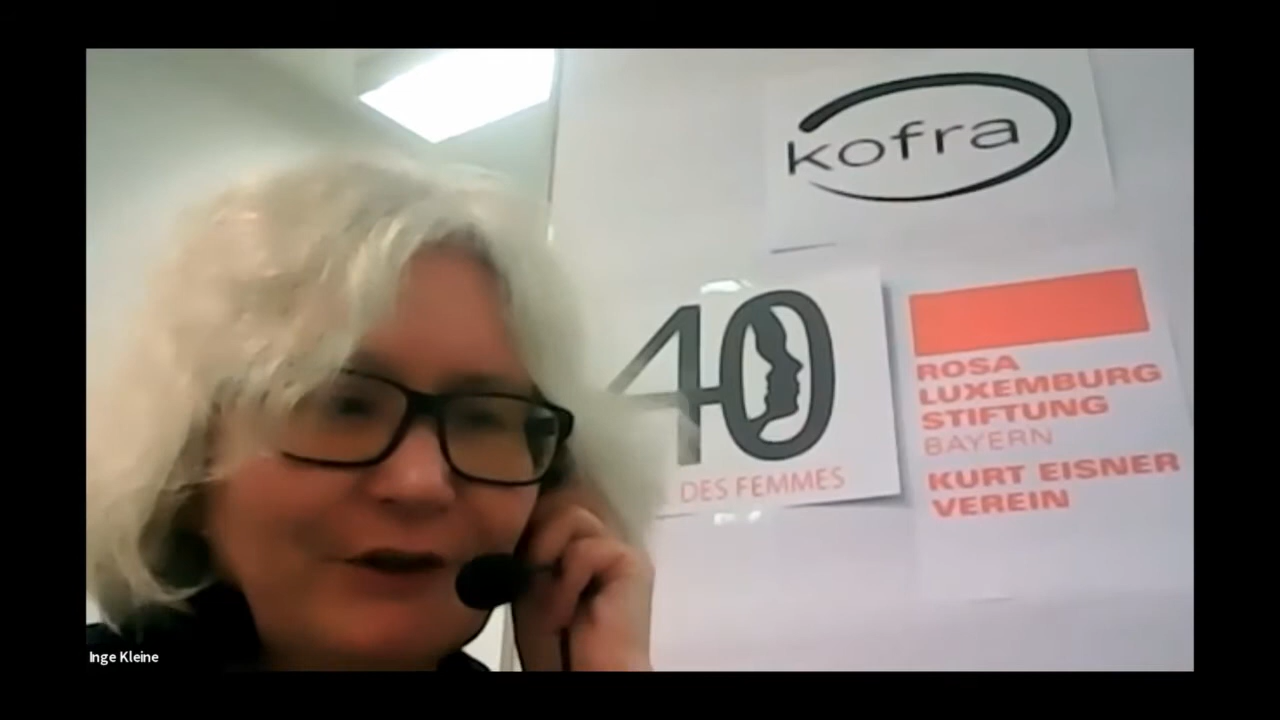 kofra
40
DES FEMMES
ROSA
LUXEMBURG
STIFTUNG
BAYERN
KURT EISNER
VEREIN
Inge Kleine